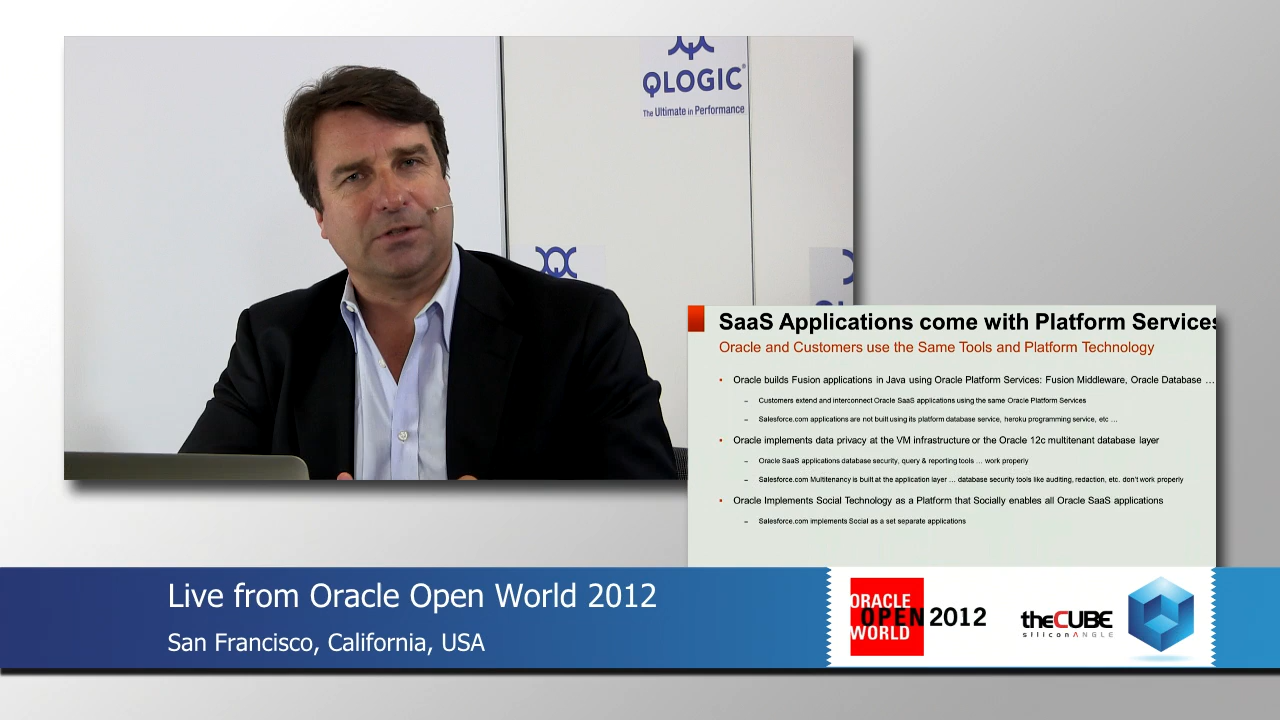 QLOGIC®
The Ultimate in Performance
SaaS Applications come with Platform Services
Oracle and Customers use the Same Tools and Platform Technology
• Oracle builds Fusion applications in Java using Oracle Platform Services: Fusion Middleware, Oracle Database …
– Customers extend and interconnect Oracle SaaS applications using the same Oracle Platform Services
– Salesforce.com applications are not built using its platform database service, heroku programming service, etc …
• Oracle implements data privacy at the VM infrastructure or the Oracle 12c multitenant database layer
– Oracle SaaS applications database security, query & reporting tools … work properly
– Salesforce.com Multitenancy is built at the application layer … database security tools like auditing, redaction, etc. don't work properly
• Oracle Implements Social Technology as a Platform that Socially enables all Oracle SaaS applications
– Salesforce.com implements Social as a set separate applications
Live from Oracle Open World 2012
San Francisco, California, USA
ORACLE
OPEN 2012
WORLD
theCUBE
siliconANGLE